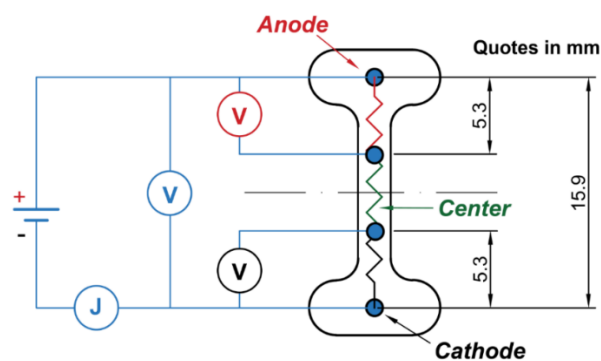 Anode
Quotes in mm
V
5.3
V
+
-
Center
15.9
V
5.3
J
Cathode